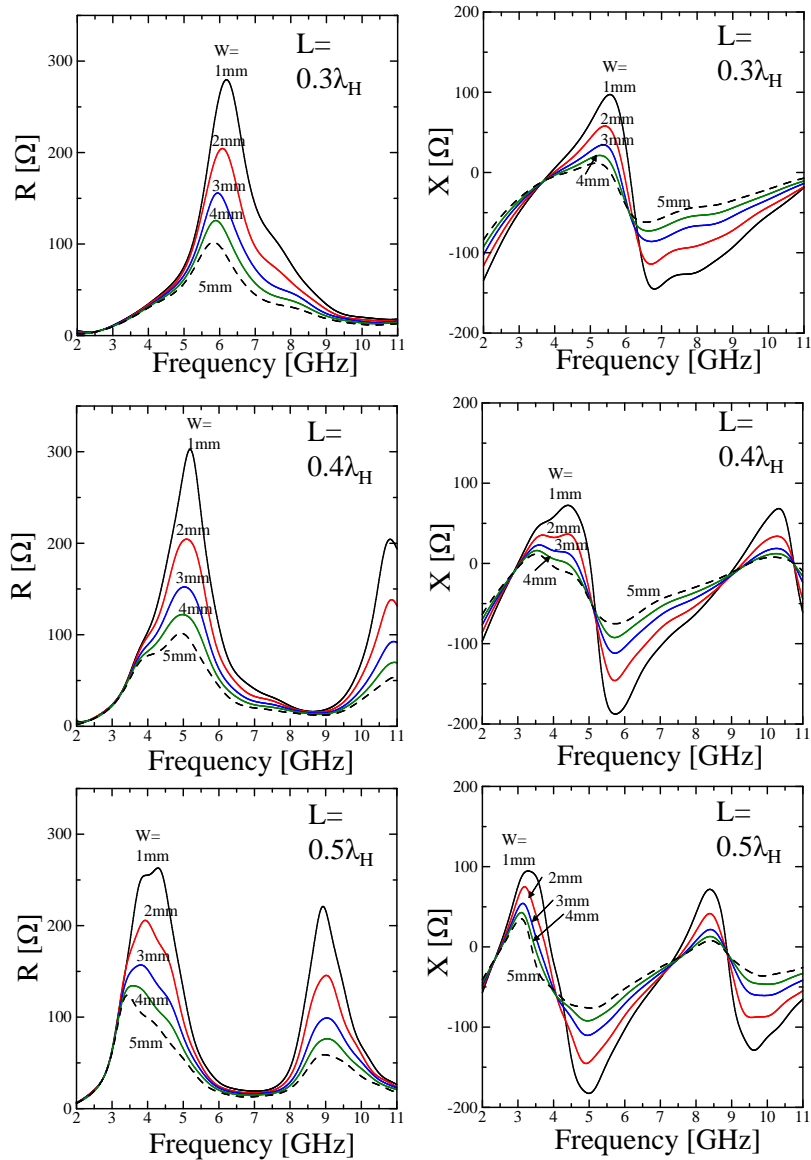 L=
0.3λH
W=
1mm
2mm
3mm
4mm
5mm
R [Ω]
300
200
100
0
2 3 4 5 6 7 8 9 10 11
Frequency [GHz]
L=
0.3λH
W=
1mm
2mm
3mm
4mm
5mm
X [Ω]
200
100
0
-100
-200
2 3 4 5 6 7 8 9 10 11
Frequency [GHz]
L=
0.4λH
W=
1mm
2mm
3mm
4mm
5mm
R [Ω]
300
200
100
0
2 3 4 5 6 7 8 9 10 11
Frequency [GHz]
L=
0.4λH
W=
1mm
2mm
3mm
4mm
5mm
X [Ω]
200
100
0
-100
-200
2 3 4 5 6 7 8 9 10 11
Frequency [GHz]
L=
0.5λH
W=
1mm
2mm
3mm
4mm
5mm
R [Ω]
300
200
100
0
2 3 4 5 6 7 8 9 10 11
Frequency [GHz]
L=
0.5λH
W=
1mm
2mm
3mm
4mm
5mm
X [Ω]
200
100
0
-100
-200
2 3 4 5 6 7 8 9 10 11
Frequency [GHz]